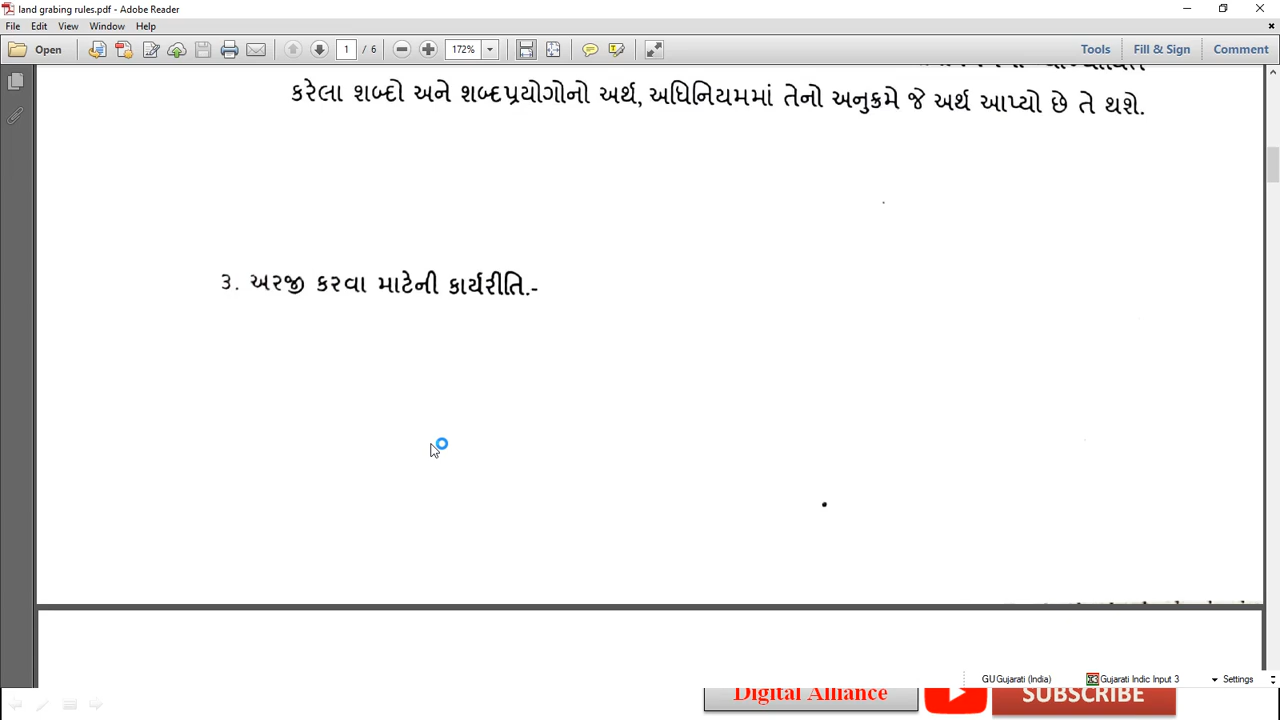 land grabing rules.pdf - Adobe Reader
File Edit View Window Help
Open 1 / 6 172% Tools Fill & Sign Comment
કરેલા શબ્દો અને શબ્દપ્રયોગોનો અર્થ, અધિનિયમમાં તેનો અનુક્રમે જે અર્થ આપ્યો છે તે થશે.
૩. અરજી કરવા માટેની કાર્યરીતિ.-
GU Gujarati (India) Gujarati Indic Input 3 Settings
Digital Alliance SUBSCRIBE